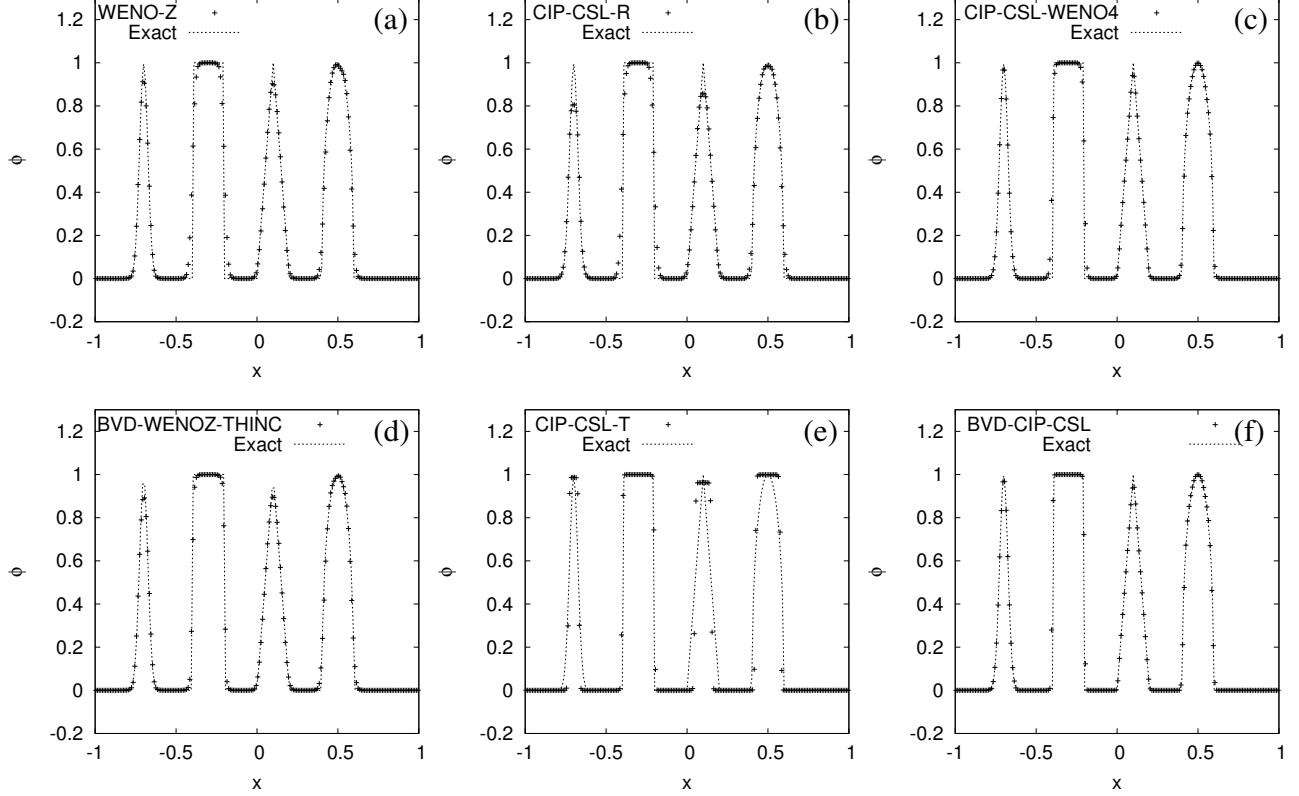 WENO-Z (a)
Exact
1.2
1
0.8
0.6
0.4
0.2
0
-0.2
ϕ
-1 -0.5 0 0.5 1
x
CIP-CSL-R (b)
Exact
1.2
1
0.8
0.6
0.4
0.2
0
-0.2
ϕ
-1 -0.5 0 0.5 1
x
CIP-CSL-WENO4 (c)
Exact
1.2
1
0.8
0.6
0.4
0.2
0
-0.2
ϕ
-1 -0.5 0 0.5 1
x
BVD-WENOZ-THINC (d)
Exact
1.2
1
0.8
0.6
0.4
0.2
0
-0.2
ϕ
-1 -0.5 0 0.5 1
x
CIP-CSL-T (e)
Exact
1.2
1
0.8
0.6
0.4
0.2
0
-0.2
ϕ
-1 -0.5 0 0.5 1
x
BVD-CIP-CSL (f)
Exact
1.2
1
0.8
0.6
0.4
0.2
0
-0.2
ϕ
-1 -0.5 0 0.5 1
x